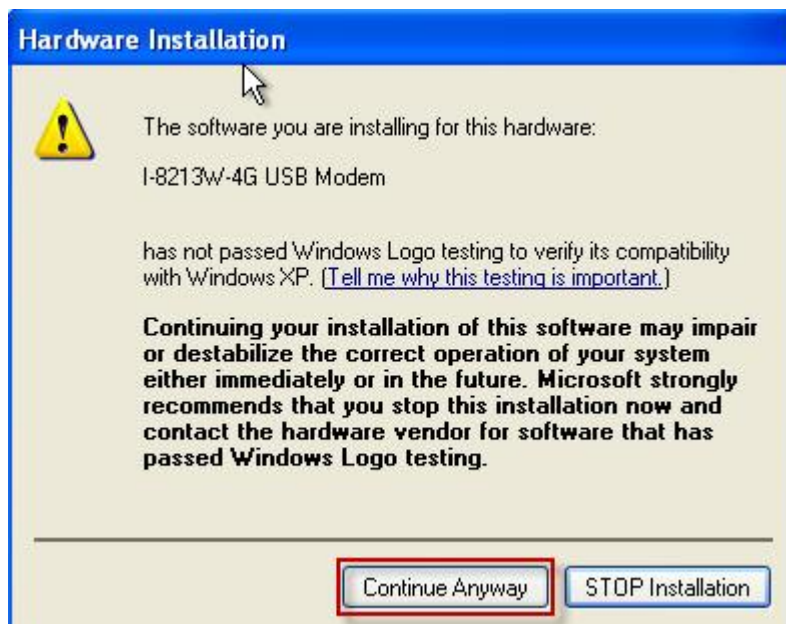 Hardware Installation
The software you are installing for this hardware:
I-8213W-4G USB Modem
has not passed Windows Logo testing to verify its compatibility
with Windows XP. (Tell me why this testing is important.)
Continuing your installation of this software may impair
or destabilize the correct operation of your system
either immediately or in the future. Microsoft strongly
recommends that you stop this installation now and
contact the hardware vendor for software that has
passed Windows Logo testing.
Continue Anyway
STOP Installation